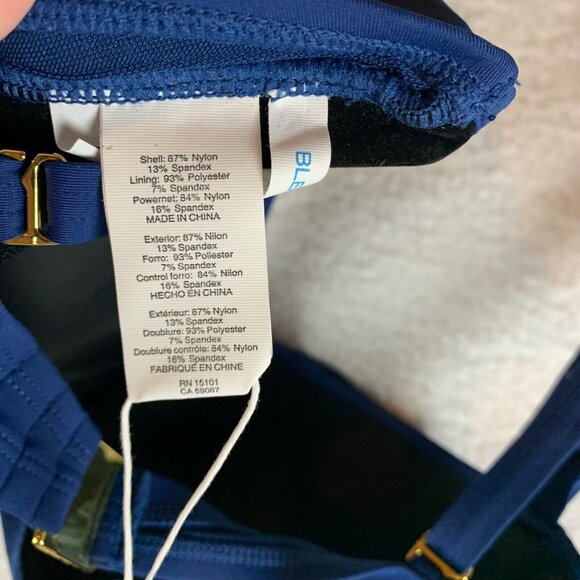 Shell: 87% Nylon
13% Spandex
Lining: 93% Polyester
7% Spandex
Powernet: 84% Nylon
16% Spandex
MADE IN CHINA
Exterior: 87% Nilon
13% Spandex
Forro: 93% Poliester
7% Spandex
Control forro: 84% Nilon
16% Spandex
HECHO EN CHINA
Extérieur: 87% Nylon
13% Spandex
Doublure: 93% Polyester
7% Spandex
Doublure contrôle: 84% Nylon
16% Spandex
FABRIQUÉ EN CHINE
RN 15101
CA 59087